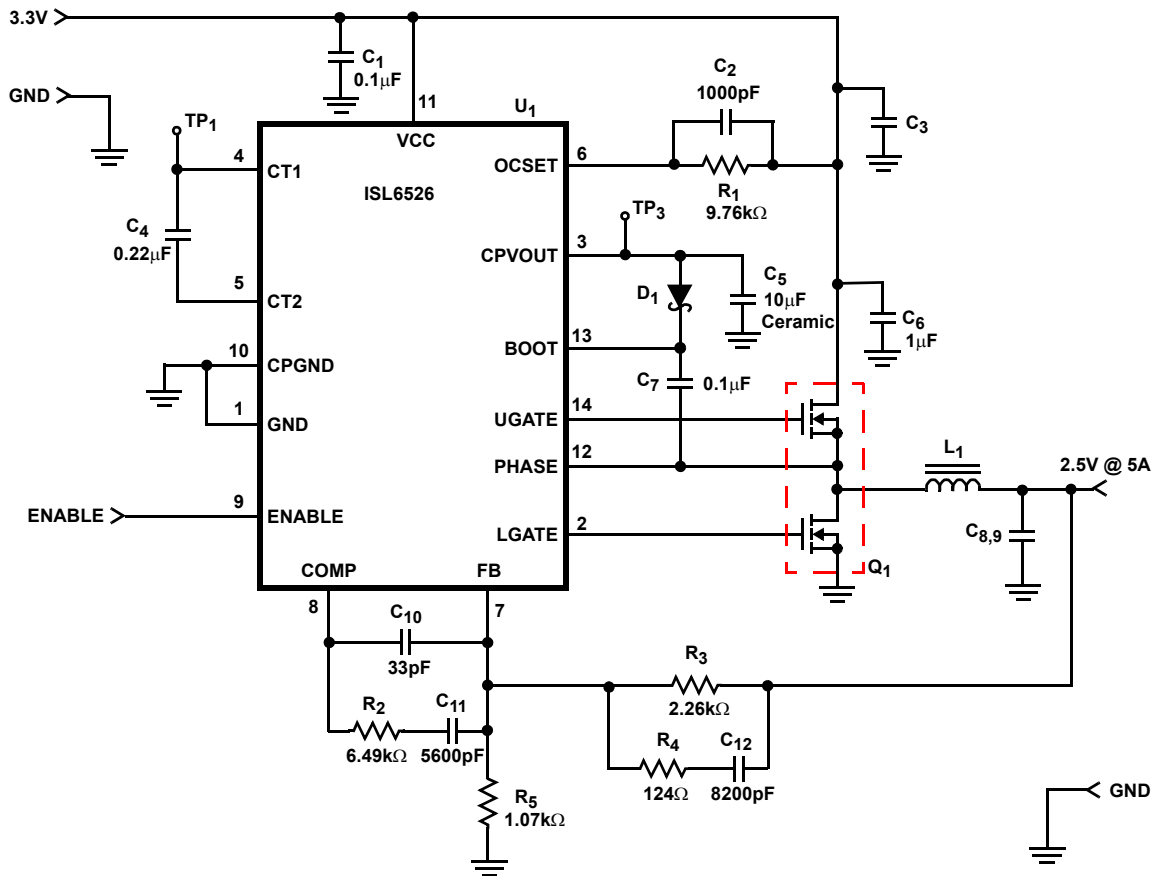 3.3V
C1
0.1μF
C2
1000pF
GND
11
U1
C3
TP1
VCC
4
CT1
OCSET
6
ISL6526
R1
9.76kΩ
C4
0.22μF
TP3
CPVOUT
3
C5
10μF
Ceramic
5
CT2
D1
C6
1μF
BOOT
13
10
CPGND
C7
0.1μF
1
GND
UGATE
14
PHASE
12
L1
2.5V @ 5A
ENABLE
9
ENABLE
LGATE
2
C8,9
Q1
COMP
FB
8
7
C10
33pF
R3
2.26kΩ
R2
6.49kΩ
C11
5600pF
R4
124Ω
C12
8200pF
R5
1.07kΩ
GND